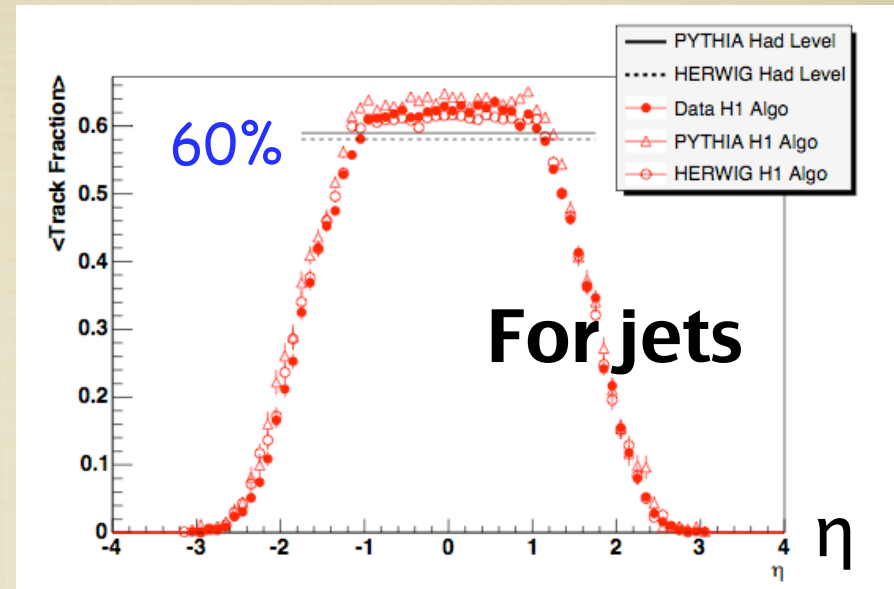 PYTHIA Had Level
HERWIG Had Level
Data H1 Algo
PYTHIA H1 Algo
HERWIG H1 Algo
<Track Fraction>
60%
For jets
0.6
0.5
0.4
0.3
0.2
0.1
0
-4 -3 -2 -1 0 1 2 3 4
η
η